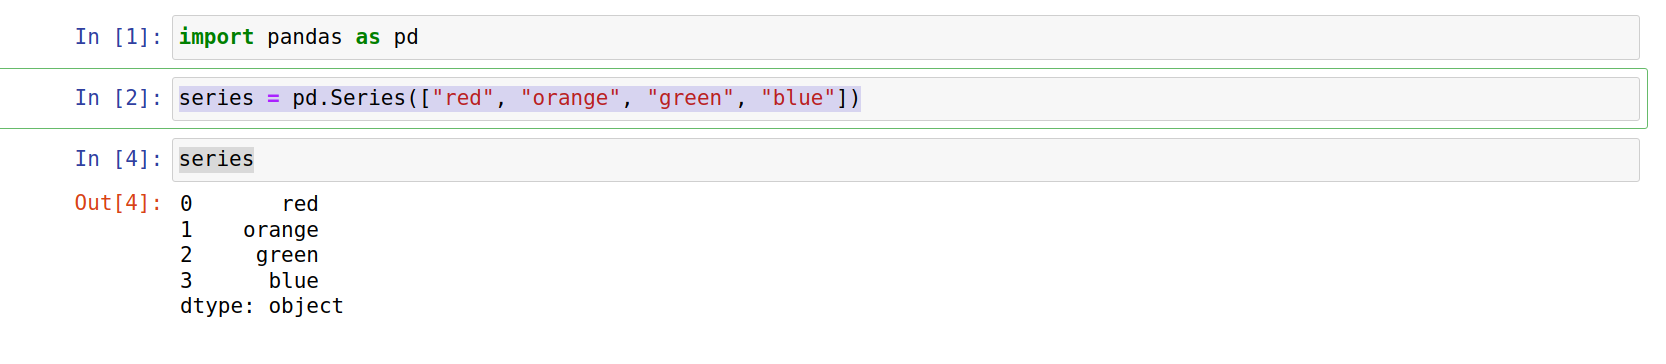 In [1]: import pandas as pd
In [2]: series = pd.Series(["red", "orange", "green", "blue"])
In [4]: series
Out[4]: 0       red
1    orange
2     green
3      blue
dtype: object